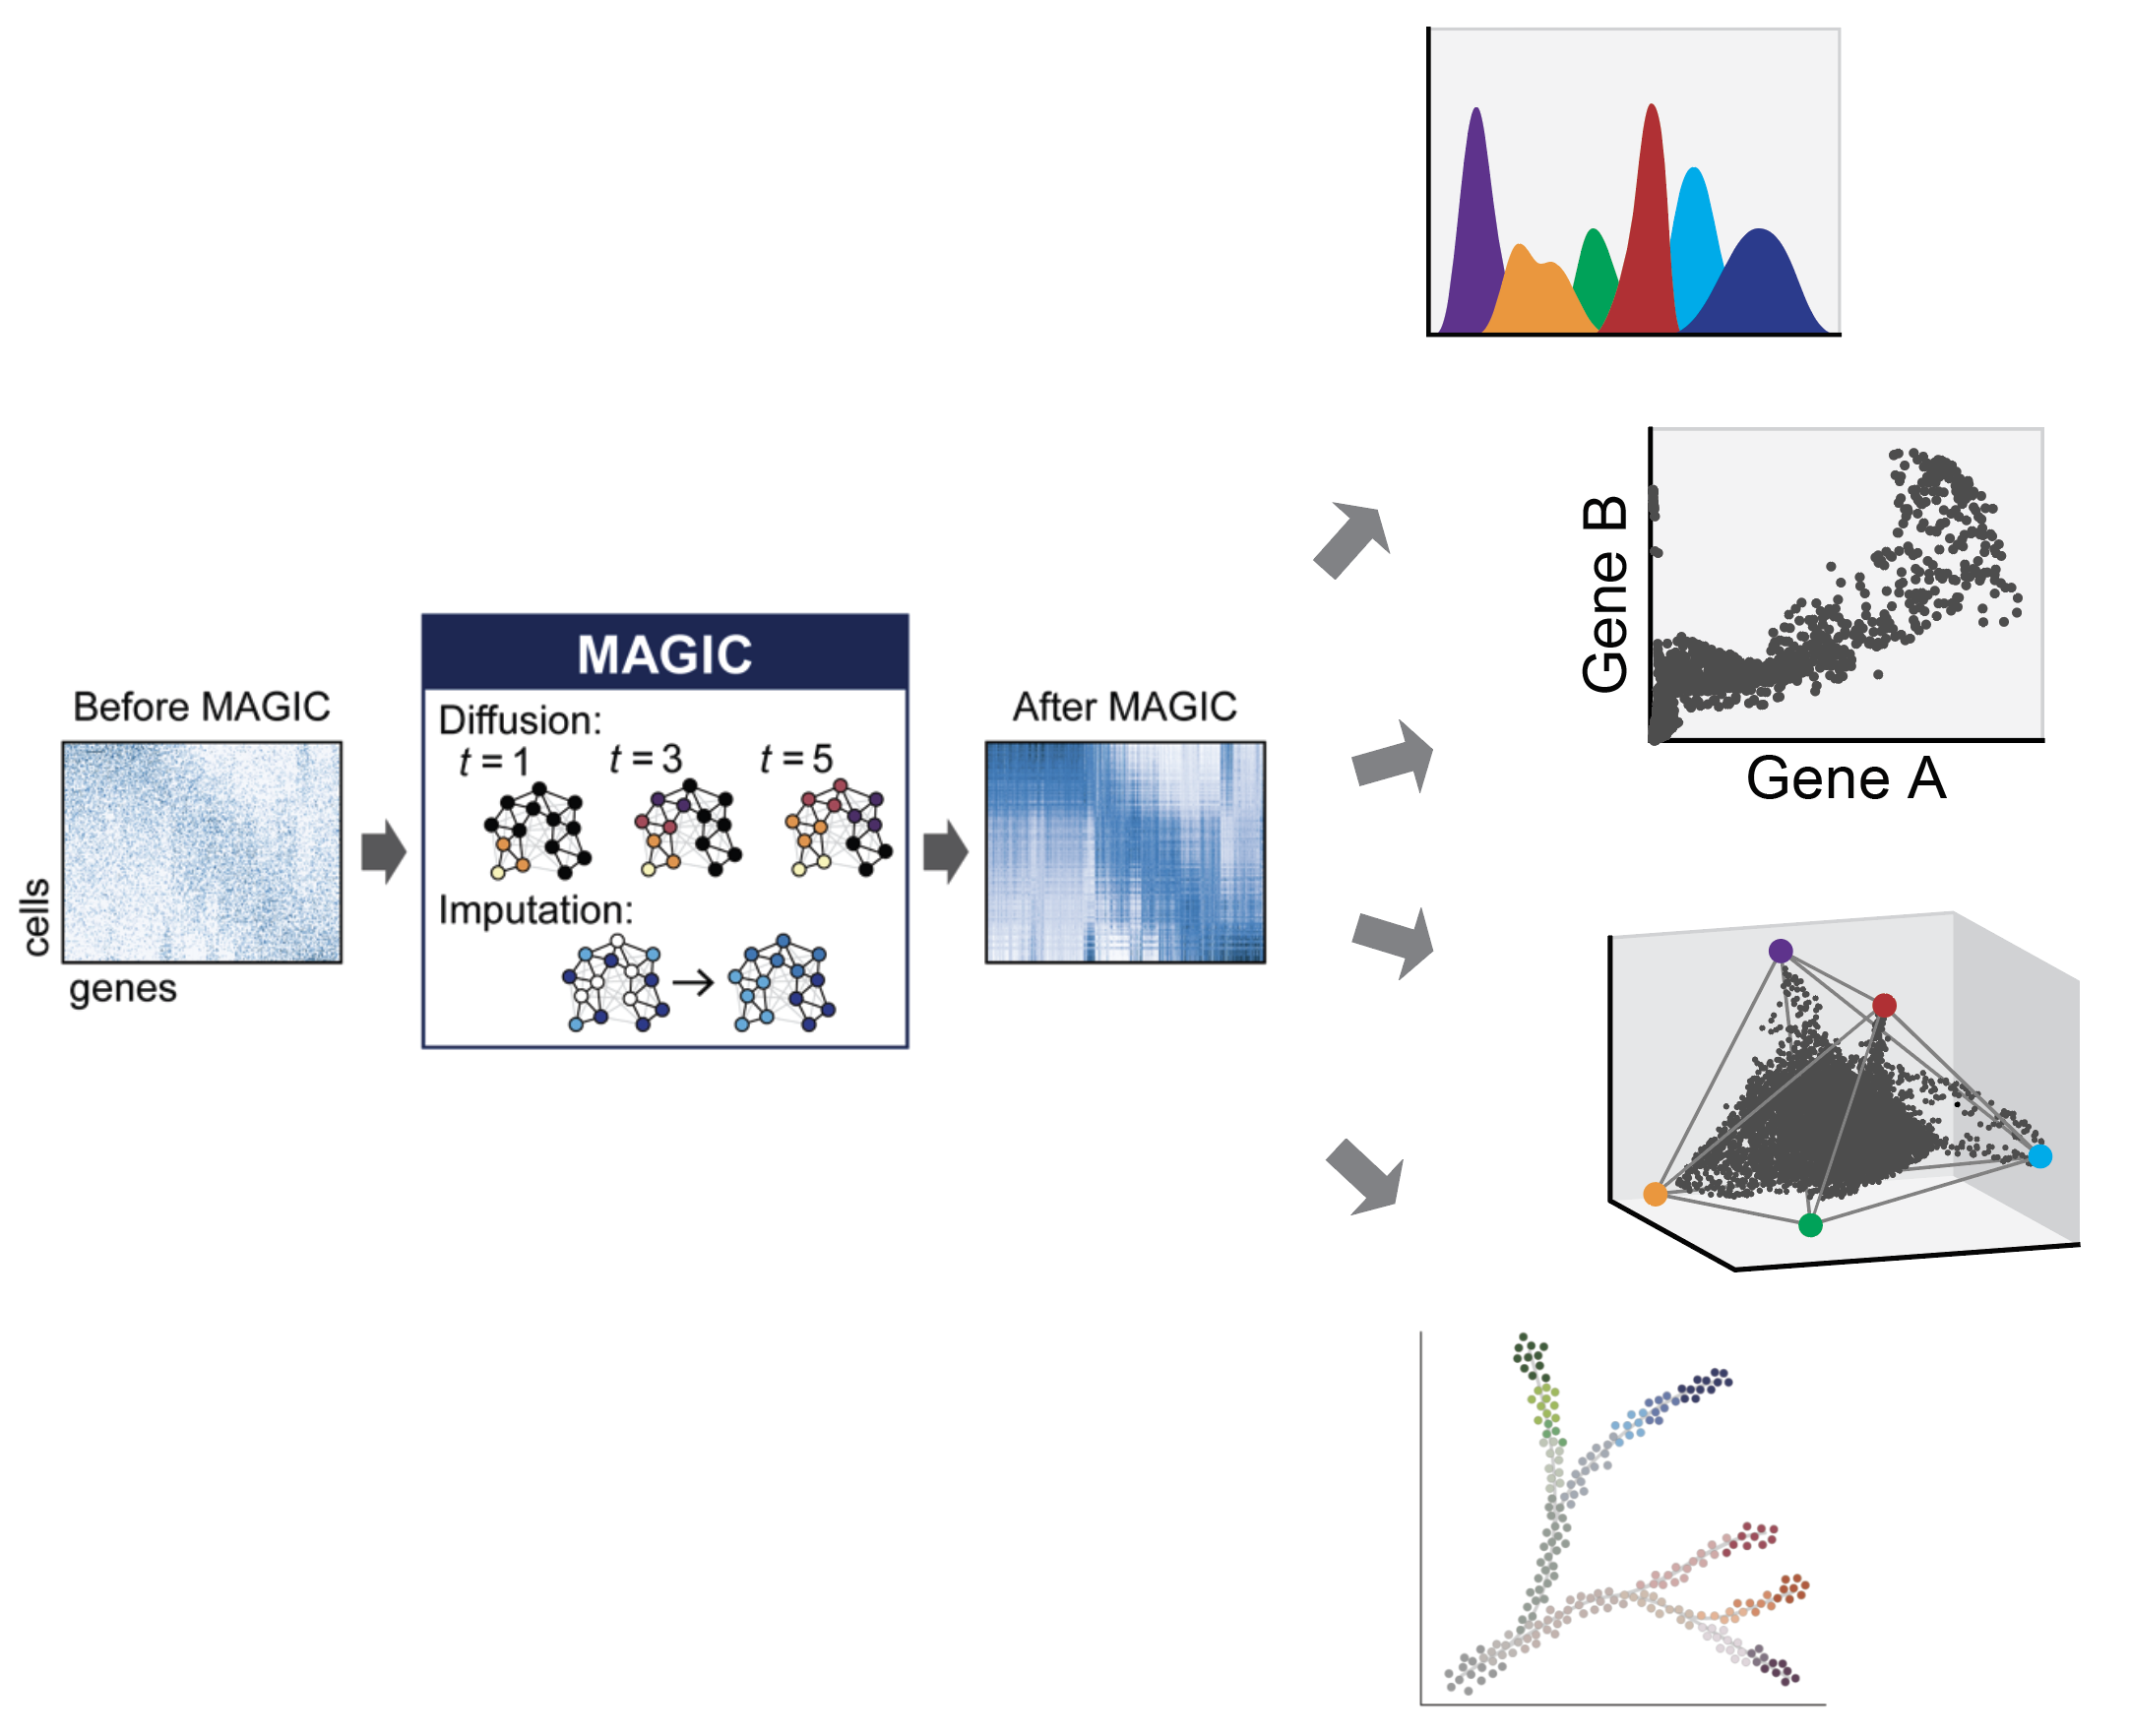 Before MAGIC
cells
genes
MAGIC
Diffusion:
t = 1
t = 3
t = 5
Imputation:
After MAGIC
Gene B
Gene A